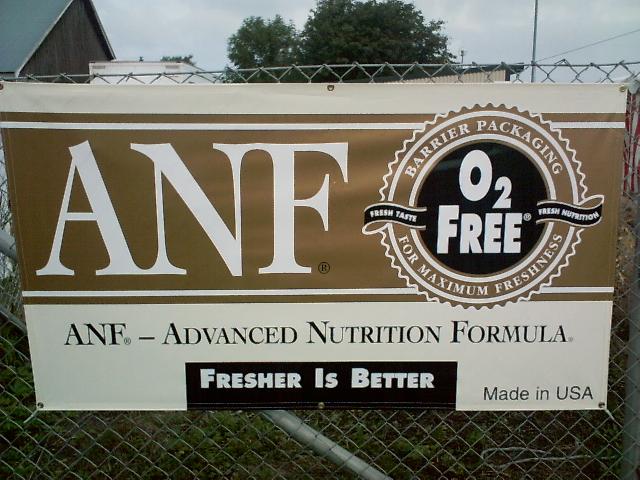 ANF®
BARRIER PACKAGING
O2
FREE®
FRESH TASTE
FRESH NUTRITION
FOR MAXIMUM FRESHNESS
ANF® – ADVANCED NUTRITION FORMULA®
FRESHER IS BETTER
Made in USA